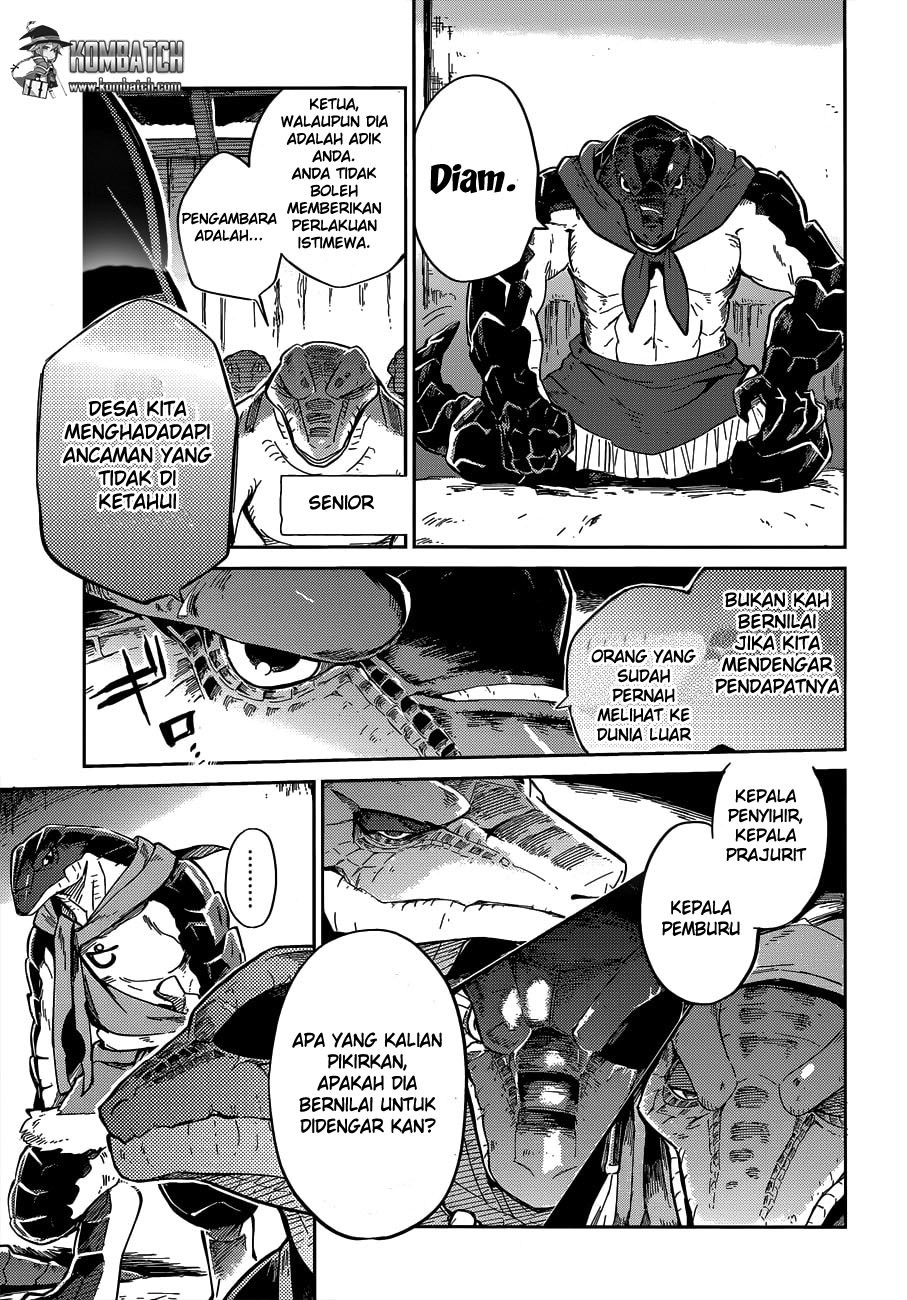 KOMBATCH
www.kombatch.com
Diam.
KETUA,
WALAUPUN DIA
ADALAH ADIK
ANDA.
ANDA TIDAK
BOLEH
MEMBERIKAN
PERLAKUAN
ISTIMEWA.
PENGAMBARA
ADALAH...
SENIOR
DESA KITA
MENGHADADAPI
ANCAMAN YANG
TIDAK DI
KETAHUI
BUKAN KAH
BERNILAI
JIKA KITA
MENDENGAR
PENDAPATNYA
ORANG YANG
SUDAH
PERNAH
MELIHAT KE
DUNIA LUAR
ギロ
KEPALA
PENYIHIR,
KEPALA
PRAJURIT
KEPALA
PEMBURU
APA YANG KALIAN
PIKIRKAN,
APAKAH DIA
BERNILAI UNTUK
DIDENGAR KAN?
.........